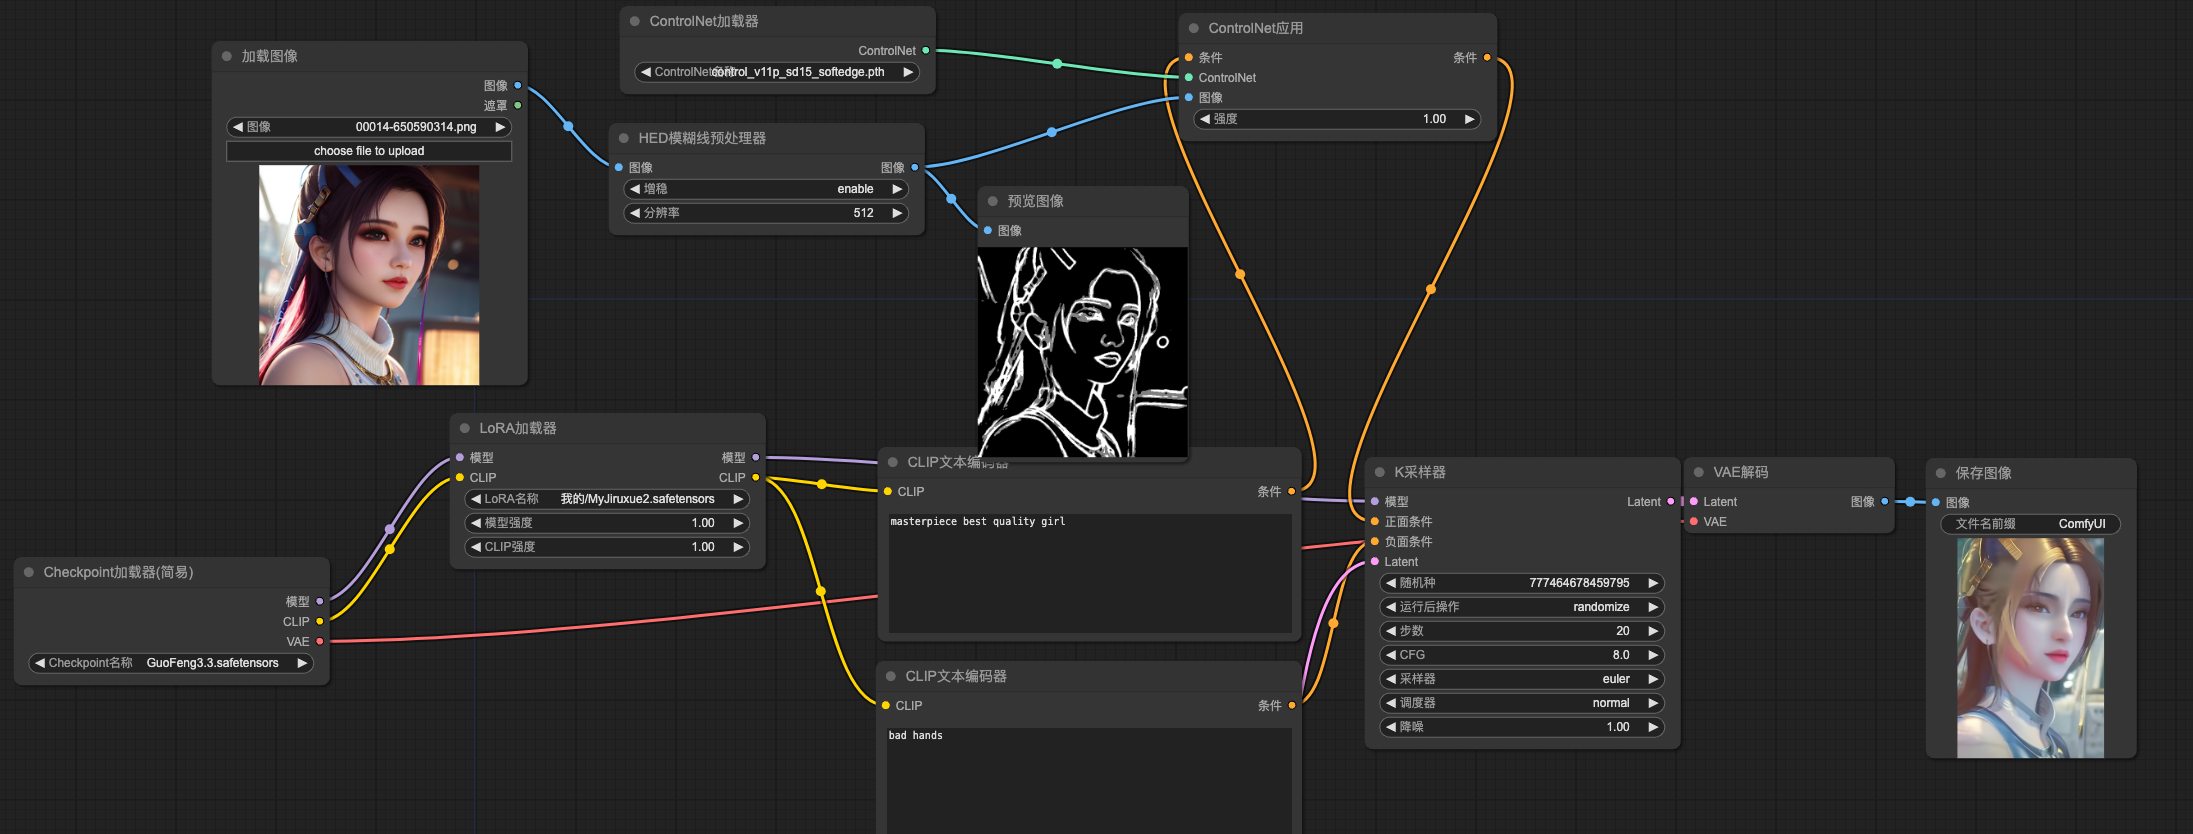 加载图像
图像
遮罩
图像 00014-650590314.png
choose file to upload
ControlNet加载器
ControlNet
control_v11p_sd15_softedge.pth
HED模糊线预处理器
图像 图像
增稳 enable
分辨率 512
预览图像
图像
ControlNet应用
条件 条件
ControlNet
图像
强度 1.00
LoRA加载器
模型 模型
CLIP CLIP
LoRA名称 我的/MyJiruxue2.safetensors
模型强度 1.00
CLIP强度 1.00
Checkpoint加载器(简易)
模型
CLIP
VAE
Checkpoint名称 GuoFeng3.3.safetensors
CLIP文本编码器
CLIP 条件
masterpiece best quality girl
CLIP文本编码器
CLIP 条件
bad hands
K采样器
模型 Latent
正面条件
负面条件
Latent
随机种 777464678459795
运行后操作 randomize
步数 20
CFG 8.0
采样器 euler
调度器 normal
降噪 1.00
VAE解码
Latent 图像
VAE
保存图像
图像
文件名前缀 ComfyUI